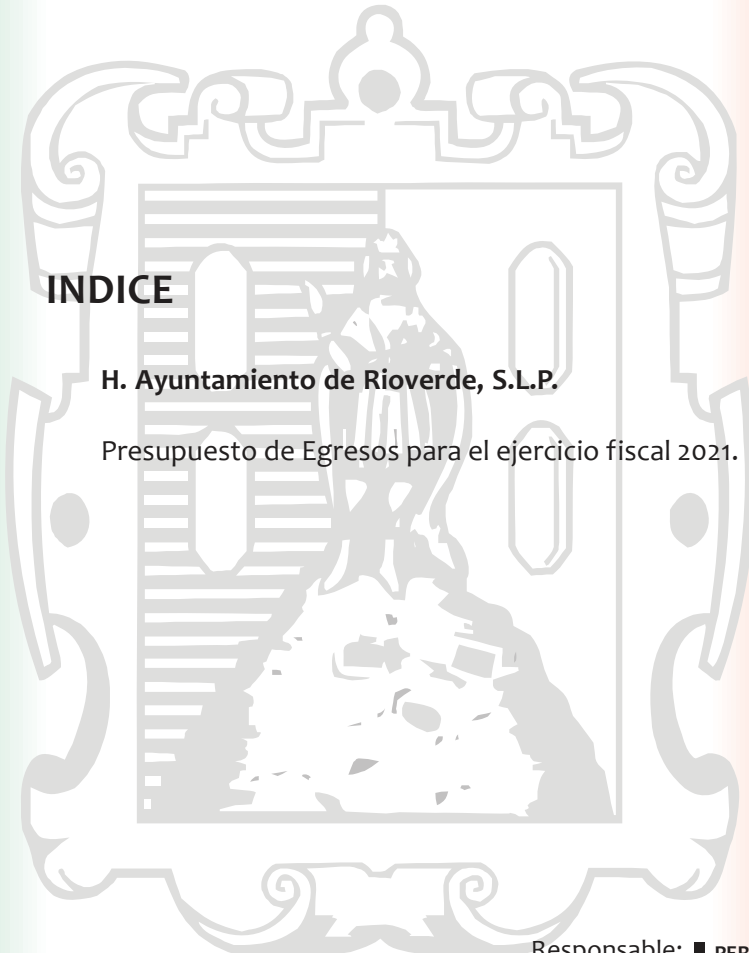 INDICE
H. Ayuntamiento de Rioverde, S.L.P.
Presupuesto de Egresos para el ejercicio fiscal 2021.
Responsable: